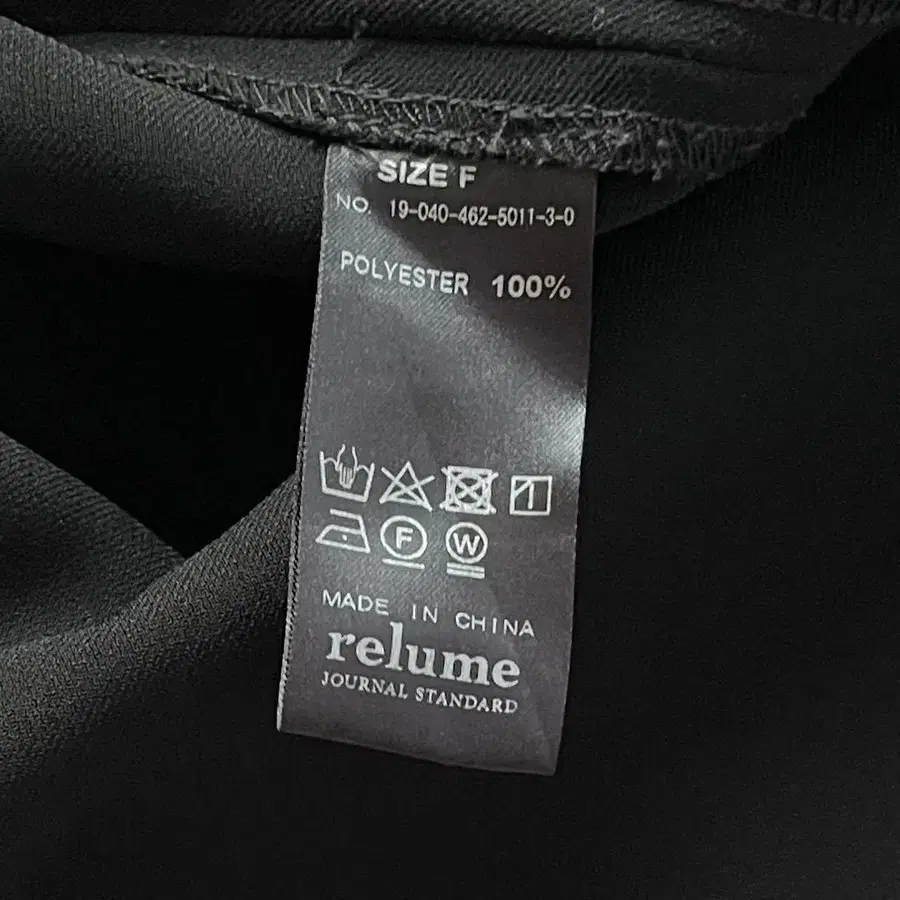 SIZE F
NO. 19-040-462-5011-3-0
POLYESTER 100%
F W
MADE IN CHINA
relume
JOURNAL STANDARD